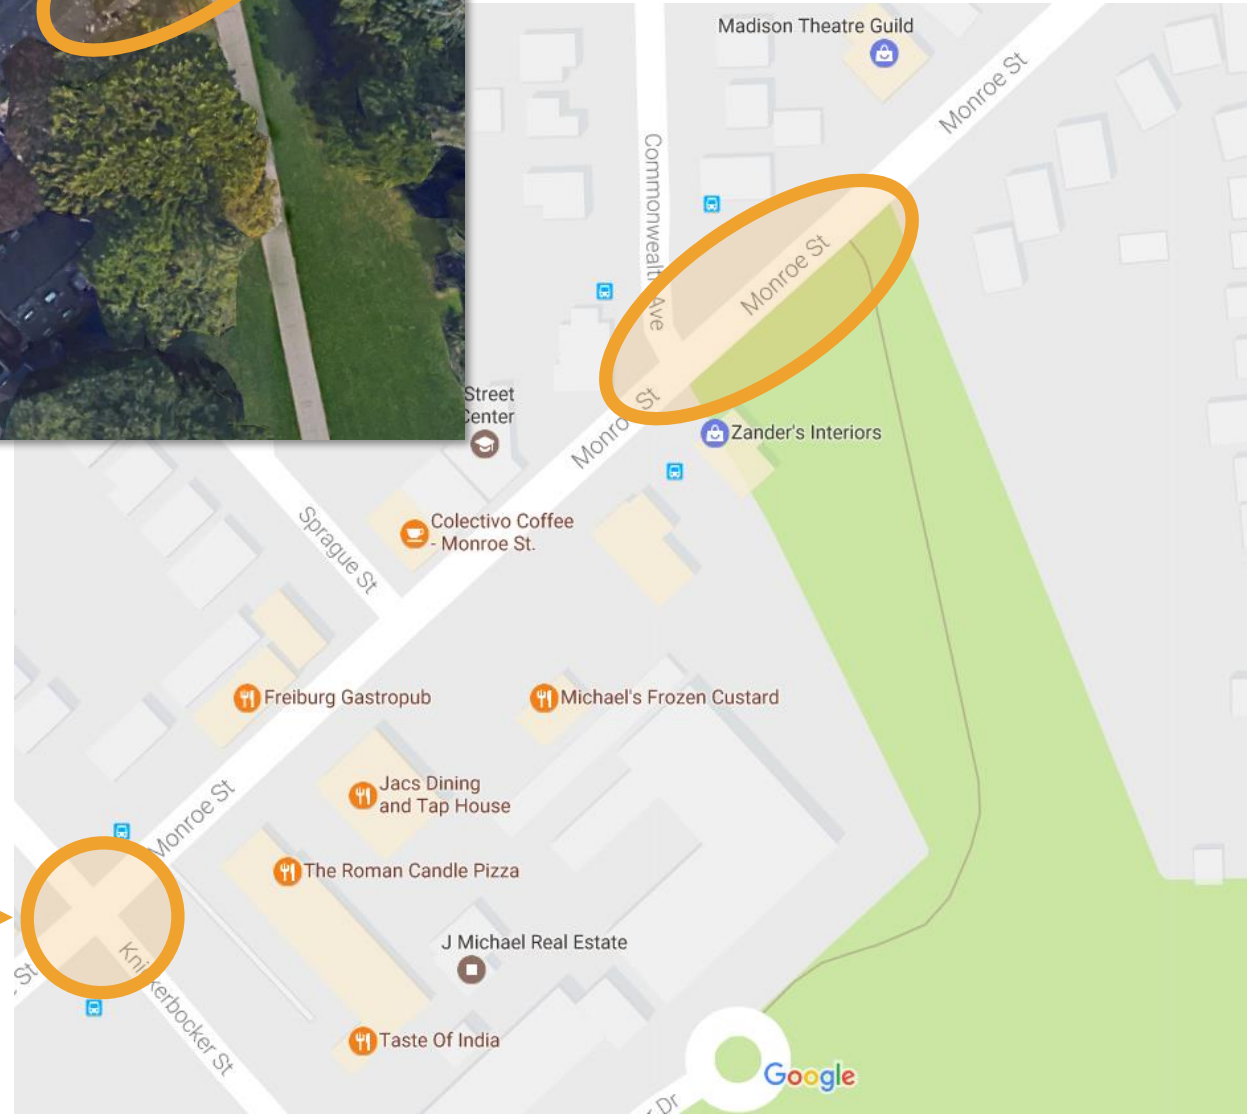 Madison Theatre Guild
Monroe St
Commonwealth Ave
Monroe St
Street
Center
Monroe St
Zander's Interiors
Colectivo Coffee
- Monroe St.
Sprague St
Freiburg Gastropub
Michael's Frozen Custard
Jacs Dining
and Tap House
Monroe St
The Roman Candle Pizza
J Michael Real Estate
St
Knickerbocker St
Taste Of India
Google
Dr